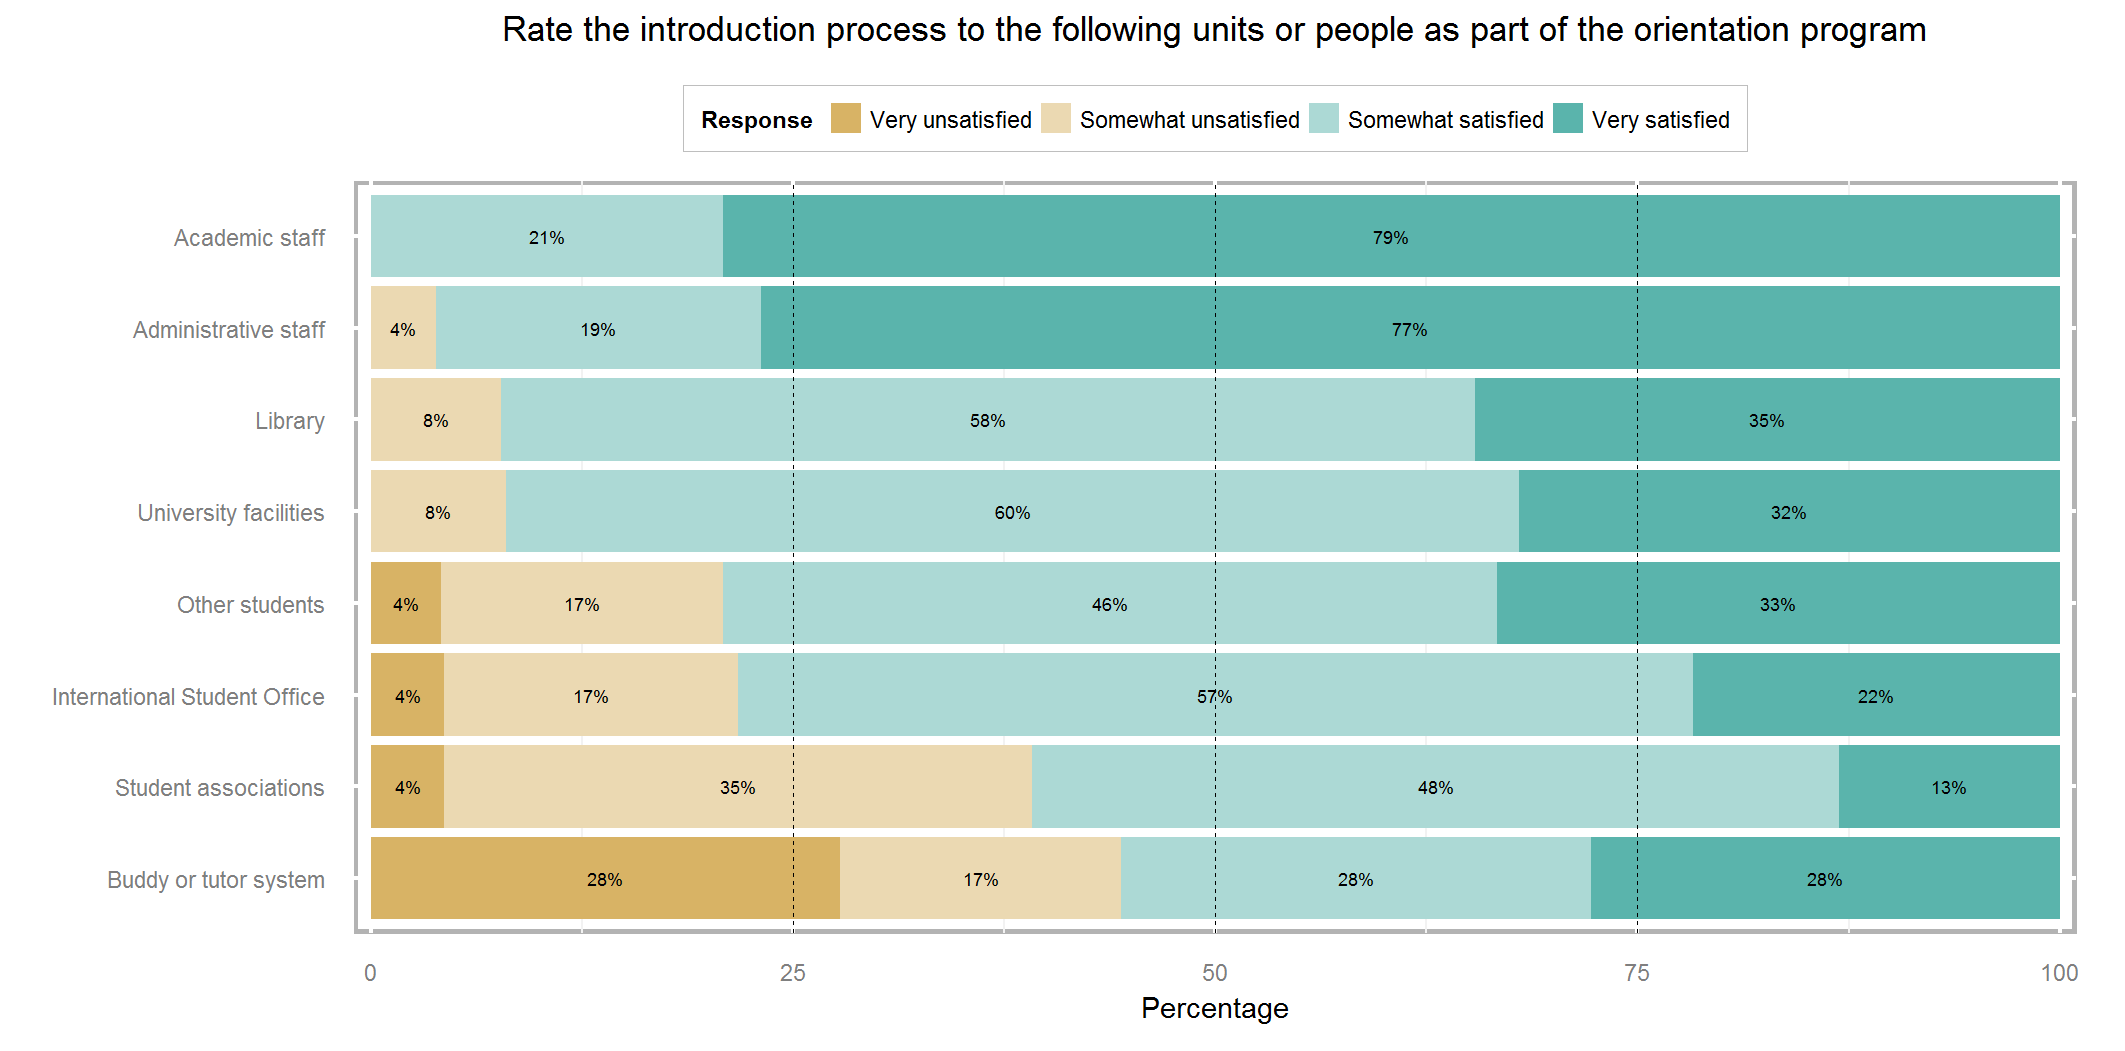 Rate the introduction process to the following units or people as part of the orientation program
Response Very unsatisfied Somewhat unsatisfied Somewhat satisfied Very satisfied
Academic staff 21% 79%
Administrative staff 4% 19% 77%
Library 8% 58% 35%
University facilities 8% 60% 32%
Other students 4% 17% 46% 33%
International Student Office 4% 17% 57% 22%
Student associations 4% 35% 48% 13%
Buddy or tutor system 28% 17% 28% 28%
0 25 50 75 100
Percentage